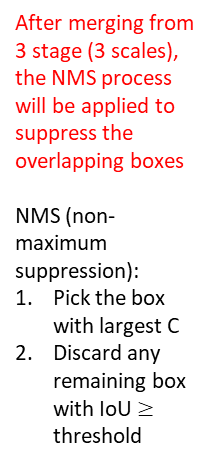 After merging from
3 stage (3 scales),
the NMS process
will be applied to
suppress the
overlapping boxes
NMS (non-
maximum
suppression):
1. Pick the box
with largest C
2. Discard any
remaining box
with IoU ≥
threshold